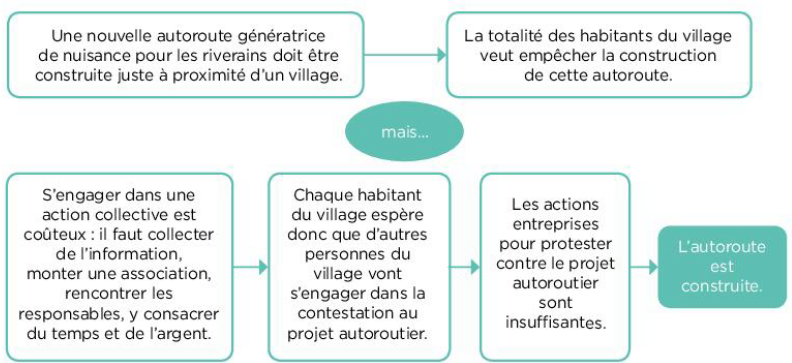 Une nouvelle autoroute génératrice
de nuisance pour les riverains doit être
construite juste à proximité d'un village.
La totalité des habitants du village
veut empêcher la construction
de cette autoroute.
mais...
S'engager dans une
action collective est
coûteux : il faut collecter
de l'information,
monter une association,
rencontrer les
responsables, y consacrer
du temps et de l'argent.
Chaque habitant
du village espère
donc que d'autres
personnes du
village vont
s'engager dans la
contestation au
projet autoroutier.
Les actions
entreprises
pour protester
contre le projet
autoroutier
sont
insuffisantes.
L'autoroute
est
construite.